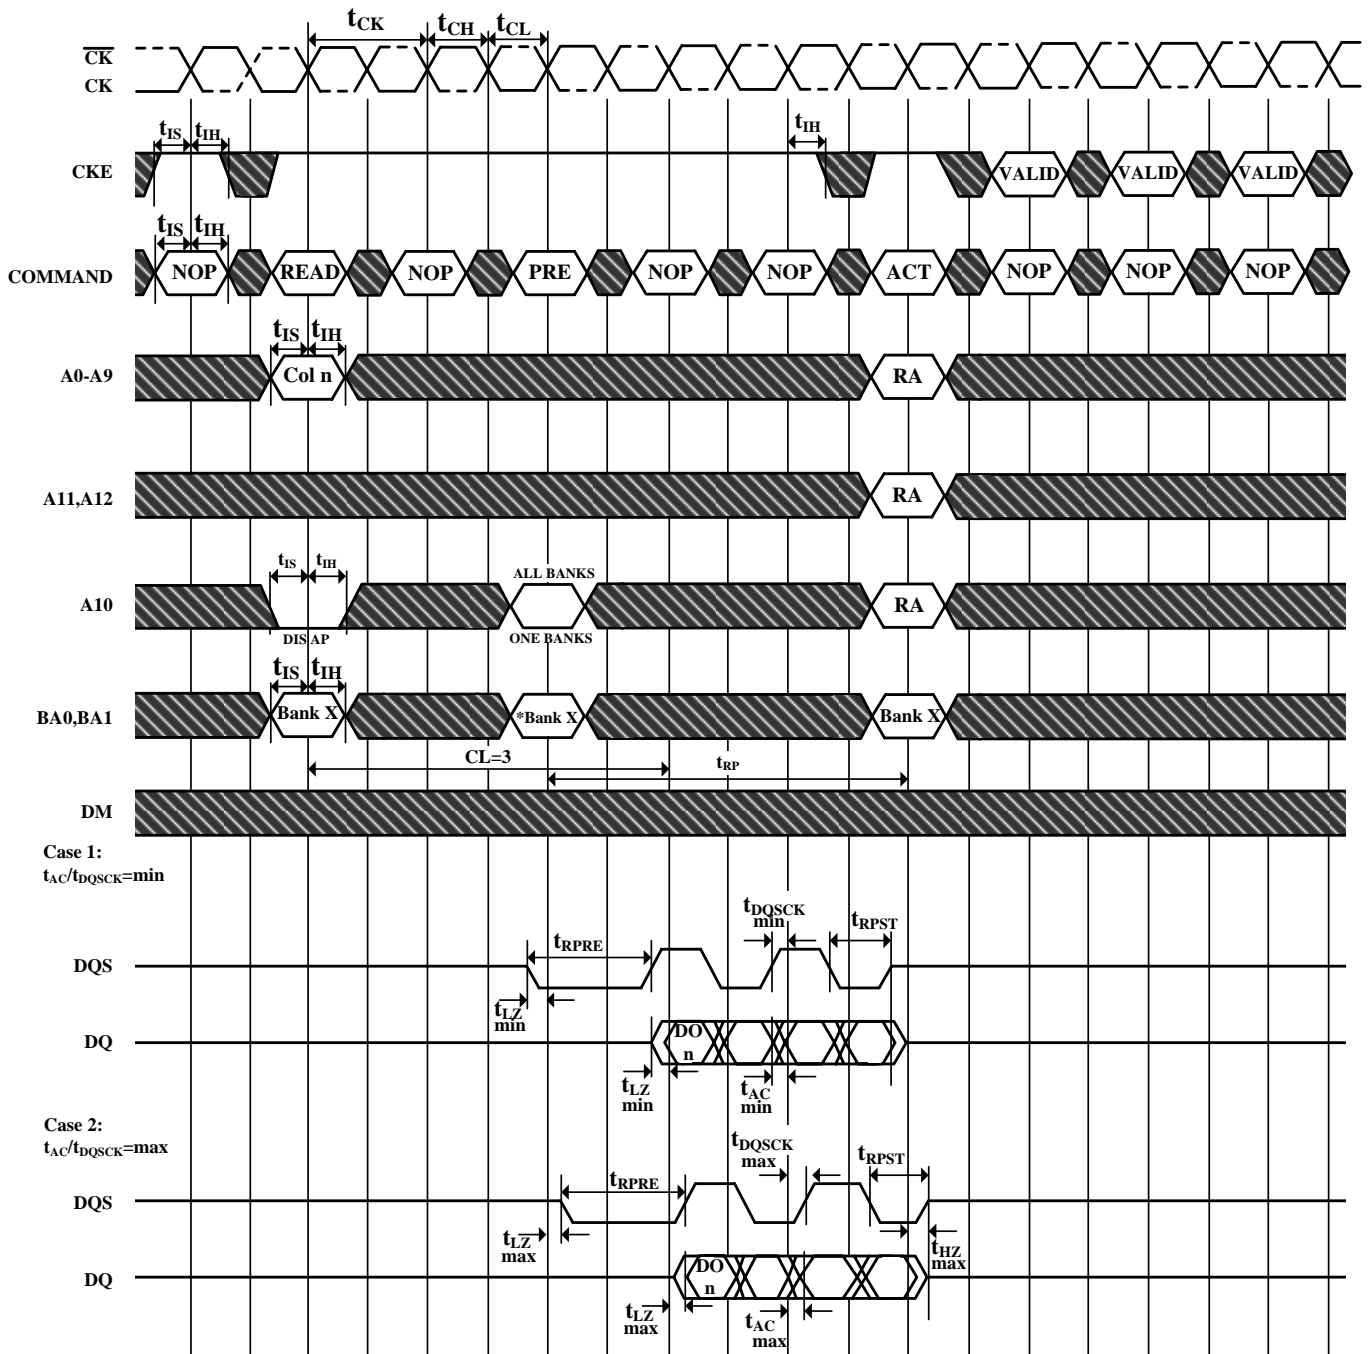 tCK tCH tCL
CK
CK
tIS tIH tIH
CKE VALID VALID VALID
tIS tIH
COMMAND NOP READ NOP PRE NOP NOP ACT NOP NOP NOP
tIS tIH
A0-A9 Col n RA
A11,A12 RA
tIS tIH ALL BANKS
A10 RA
DIS AP ONE BANKS
tIS tIH
BA0,BA1 Bank X *Bank X Bank X
CL=3 tRP
DM
Case 1:
tAC/tDQSCK=min
tDQSCK
min
tRPRE tRPST
DQS
tLZ
min
DQ DO
n
tLZ
min
tAC
min
Case 2:
tAC/tDQSCK=max
tDQSCK
max
tRPRE tRPST
DQS
tLZ
max
tHZ
max
DQ DO
n
tLZ
max
tAC
max